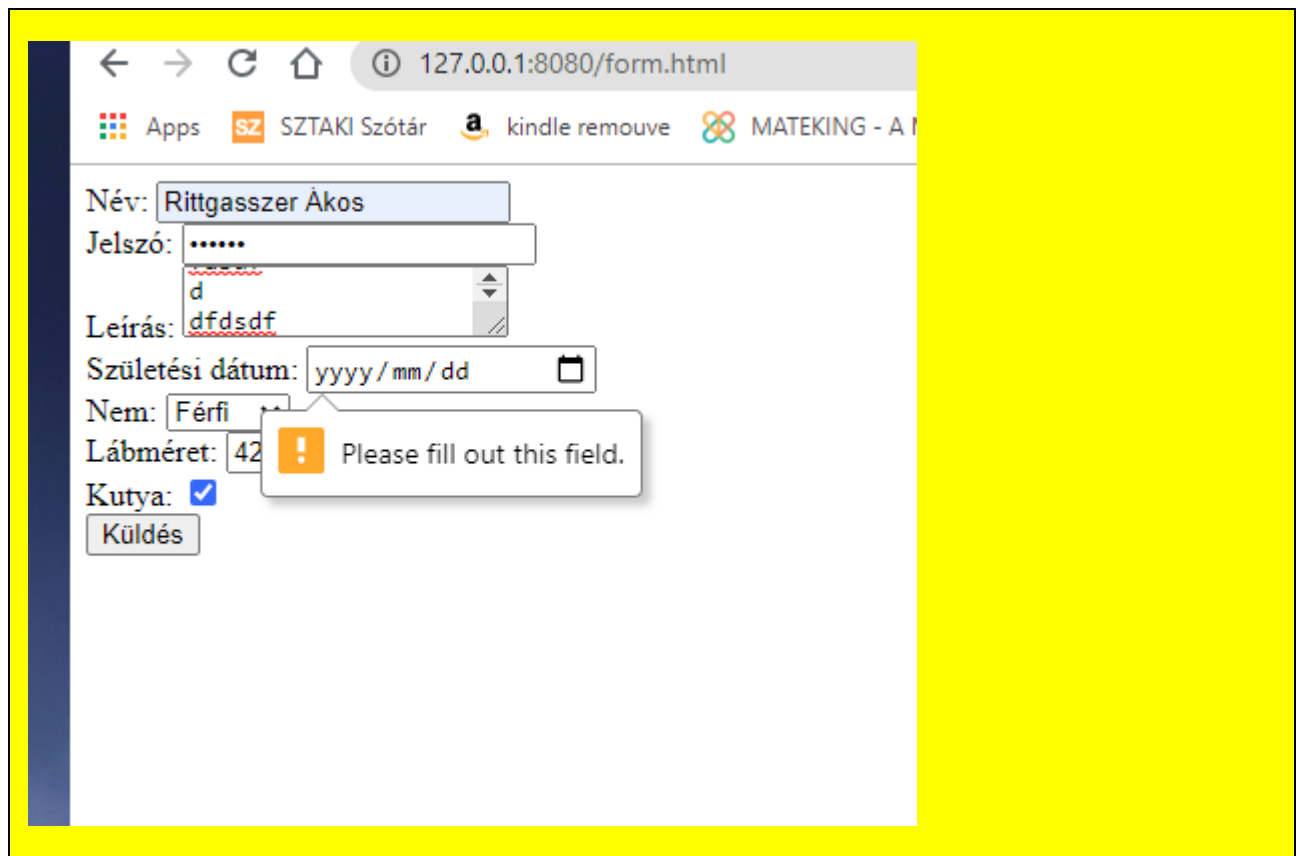 127.0.0.1:8080/form.html
Apps SZ SZTAKI Szótár a kindle remouve MATEKING - A
Név: Rittgasszer Ákos
Jelszó: ••••••
d
Leírás: dfdsdf
Születési dátum: yyyy/mm/dd
Nem: Férfi
Lábméret: 42
Please fill out this field.
Kutya:
Küldés